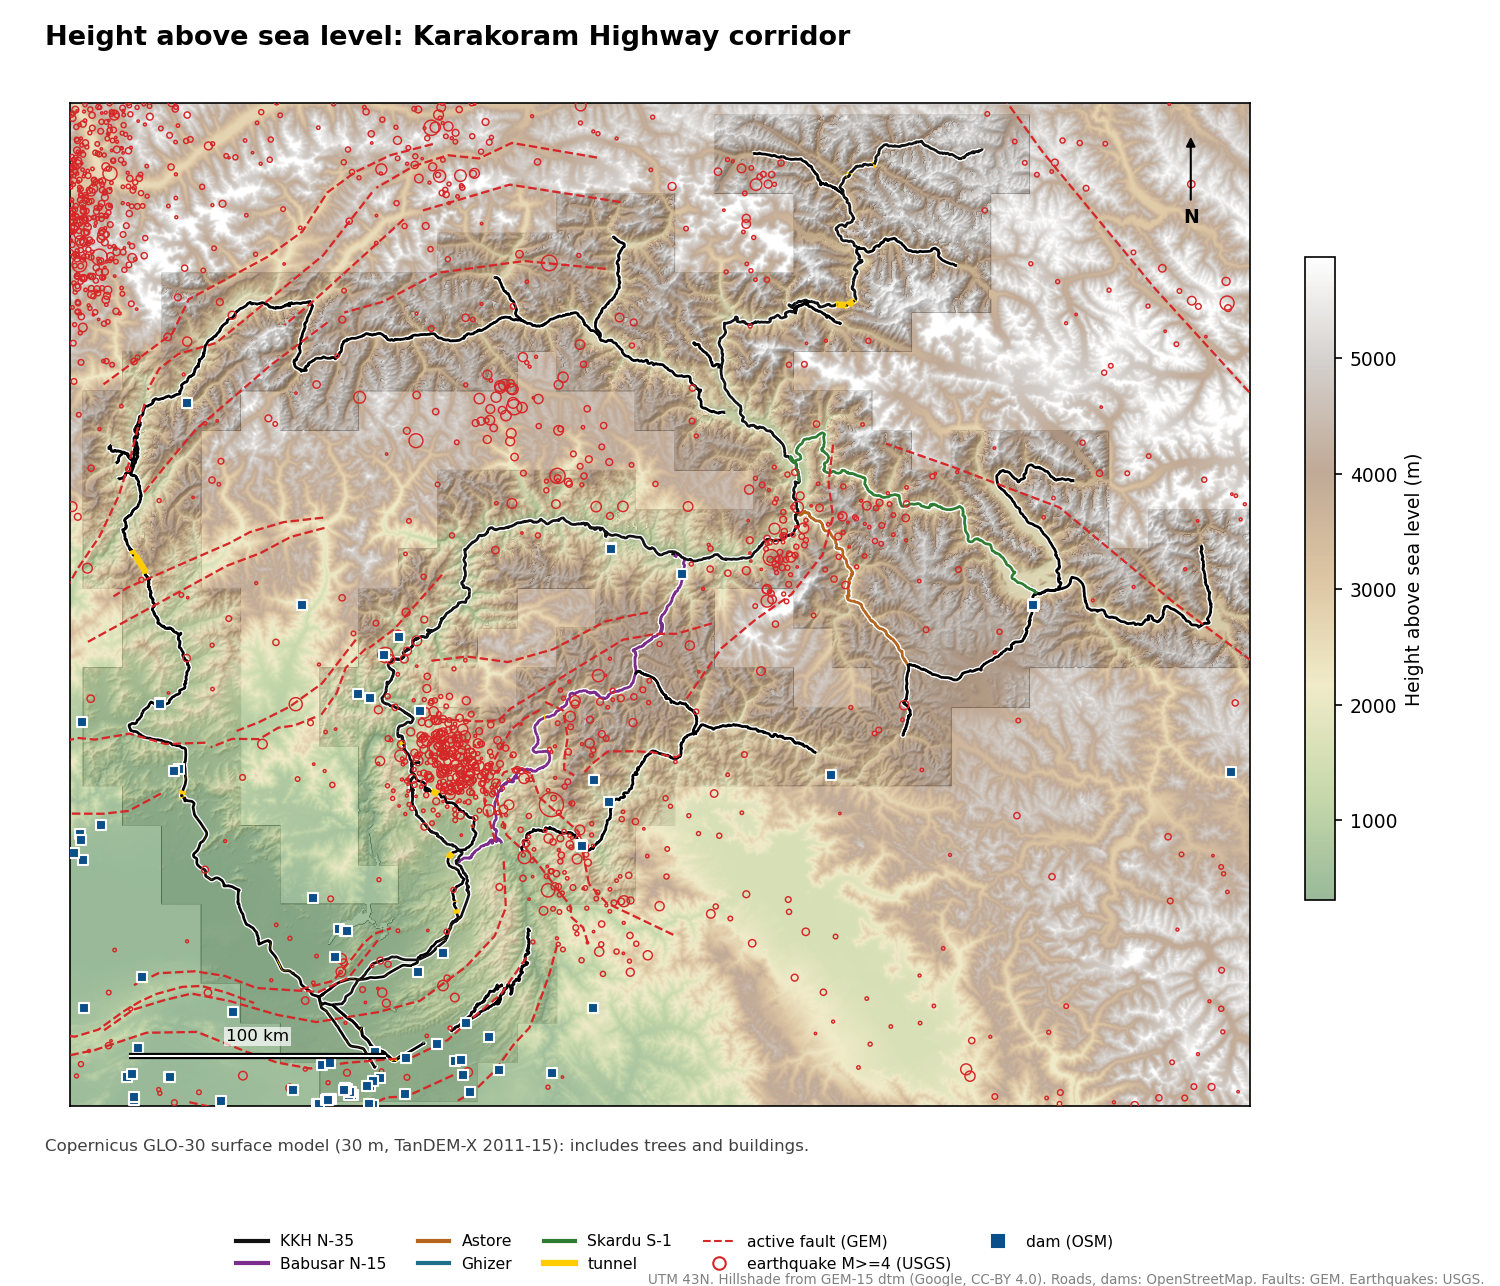 Height above sea level: Karakoram Highway corridor
N
5000
4000
3000
2000
1000
Height above sea level (m)
100 km
Copernicus GLO-30 surface model (30 m, TanDEM-X 2011-15): includes trees and buildings.
KKH N-35 Astore Skardu S-1 active fault (GEM) dam (OSM)
Babusar N-15 Ghizer tunnel earthquake M>=4 (USGS)
UTM 43N. Hillshade from GEM-15 dtm (Google, CC-BY 4.0). Roads, dams: OpenStreetMap. Faults: GEM. Earthquakes: USGS.